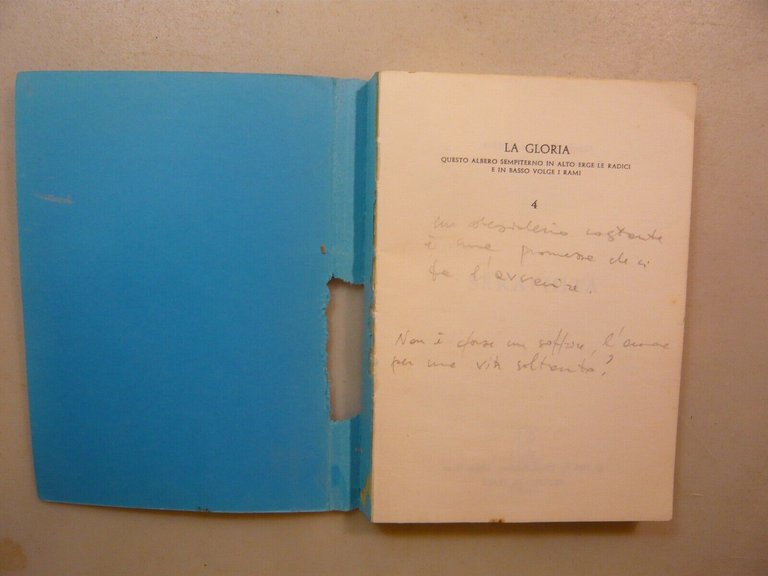 LA GLORIA
QUESTO ALBERO SEMPITERNO IN ALTO ERGE LE RADICI
E IN BASSO VOLGE I RAMI
4
un desiderio costante
è una promessa che ci
fa l'avvenire.
Non è forse un soffrire, l'amare
per una vita soltanto?